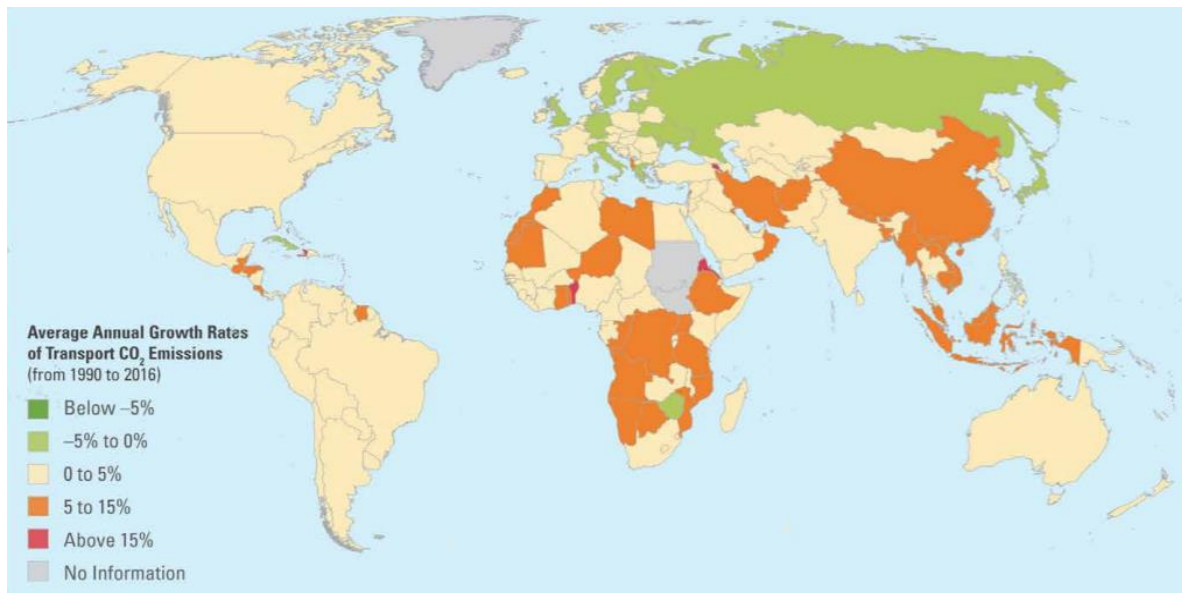 Average Annual Growth Rates
of Transport CO₂ Emissions
(from 1990 to 2016)
Below –5%
–5% to 0%
0 to 5%
5 to 15%
Above 15%
No Information